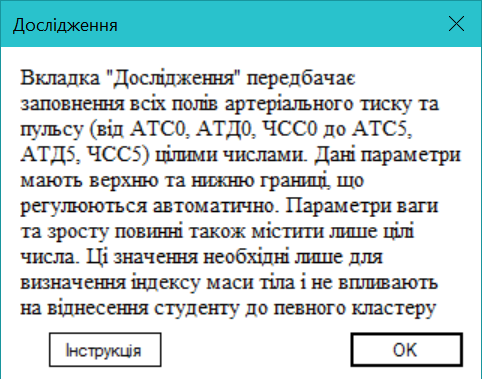 Дослідження
Вкладка "Дослідження" передбачає
заповнення всіх полів артеріального тиску та
пульсу (від АТС0, АТД0, ЧСС0 до АТС5,
АТД5, ЧСС5) цілими числами. Дані параметри
мають верхню та нижню границі, що
регулюються автоматично. Параметри ваги
та зросту повинні також містити лише цілі
числа. Ці значення необхідні лише для
визначення індексу маси тіла і не впливають
на віднесення студенту до певного кластеру
Інструкція
OK